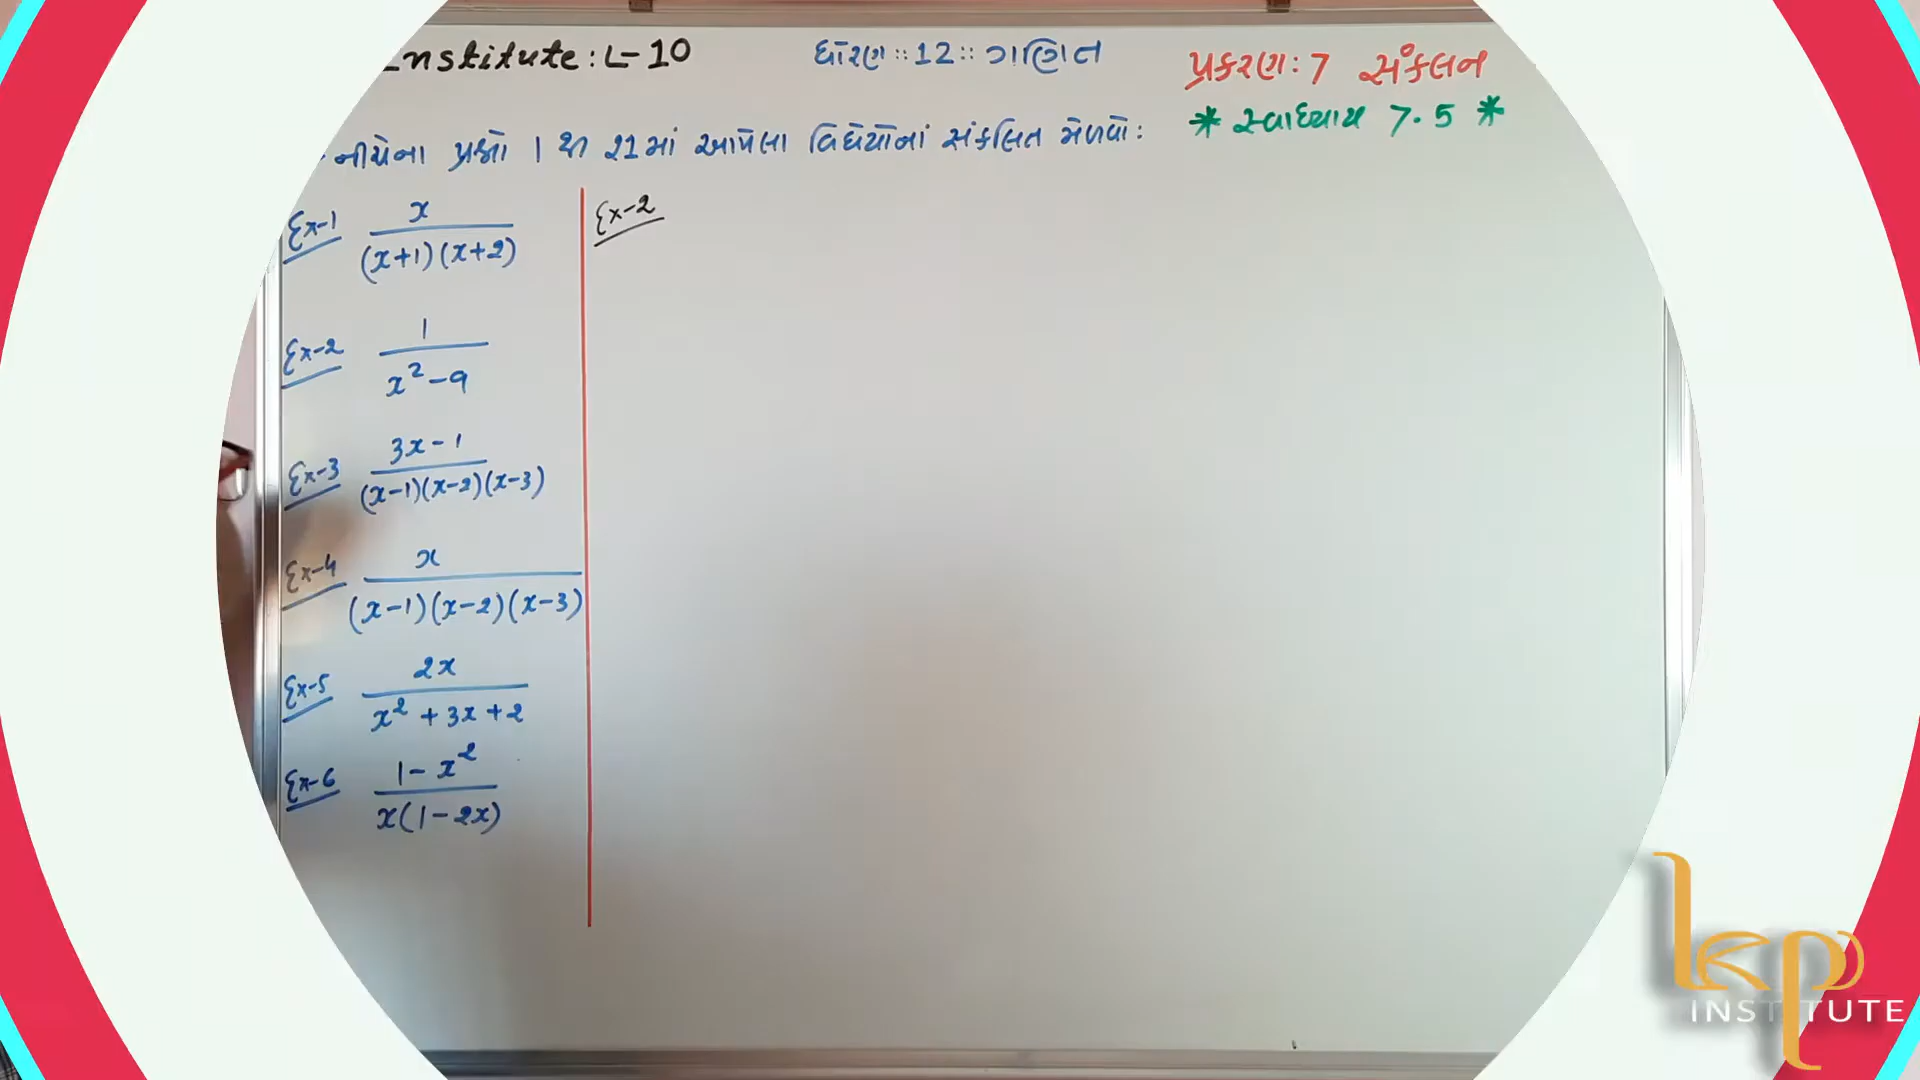 Institute: L-10
ધોરણ :: 12 :: ગણિત
પ્રકરણ: 7 સંકલન
* સ્વાધ્યાય 7.5 *
નીચેના પ્રશ્નો 1 થી 21માં આપેલા વિધેયોનાં સંકલિત મેળવો:
Ex-1 x / (x+1)(x+2)
Ex-2 1 / x² - 9
Ex-3 3x-1 / (x-1)(x-2)(x-3)
Ex-4 x / (x-1)(x-2)(x-3)
Ex-5 2x / x² + 3x + 2
Ex-6 1 - x² / x(1-2x)
Ex-2
kp
INSTITUTE